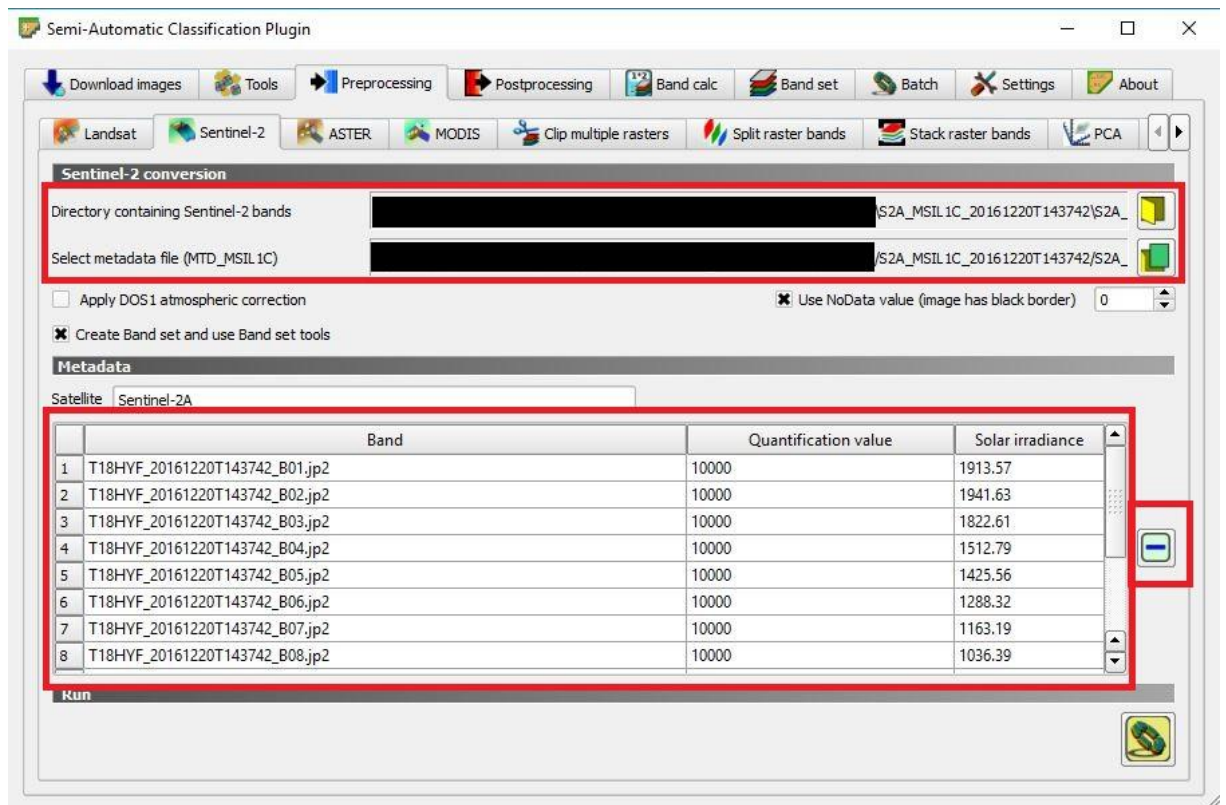 Semi-Automatic Classification Plugin
Download images Tools Preprocessing Postprocessing Band calc Band set Batch Settings About
Landsat Sentinel-2 ASTER MODIS Clip multiple rasters Split raster bands Stack raster bands PCA
Sentinel-2 conversion
Directory containing Sentinel-2 bands \S2A_MSIL1C_20161220T143742\S2A_
Select metadata file (MTD_MSIL1C) /S2A_MSIL1C_20161220T143742/S2A_
Apply DOS1 atmospheric correction Use NoData value (image has black border) 0
Create Band set and use Band set tools
Metadata
Satellite Sentinel-2A
Band Quantification value Solar irradiance
1 T18HYF_20161220T143742_B01.jp2 10000 1913.57
2 T18HYF_20161220T143742_B02.jp2 10000 1941.63
3 T18HYF_20161220T143742_B03.jp2 10000 1822.61
4 T18HYF_20161220T143742_B04.jp2 10000 1512.79
5 T18HYF_20161220T143742_B05.jp2 10000 1425.56
6 T18HYF_20161220T143742_B06.jp2 10000 1288.32
7 T18HYF_20161220T143742_B07.jp2 10000 1163.19
8 T18HYF_20161220T143742_B08.jp2 10000 1036.39
Run